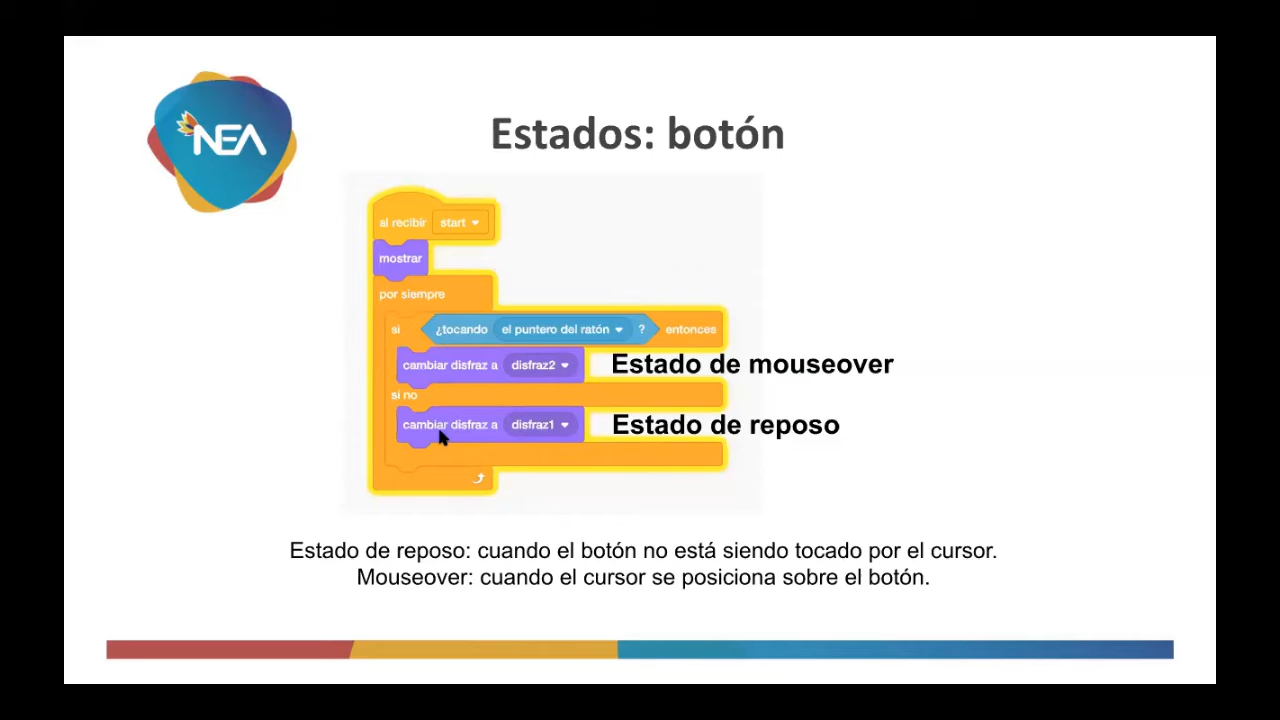 NEA
Estados: botón
al recibir start
mostrar
por siempre
si ¿tocando el puntero del ratón ? entonces
cambiar disfraz a disfraz2 Estado de mouseover
si no
cambiar disfraz a disfraz1 Estado de reposo
Estado de reposo: cuando el botón no está siendo tocado por el cursor.
Mouseover: cuando el cursor se posiciona sobre el botón.